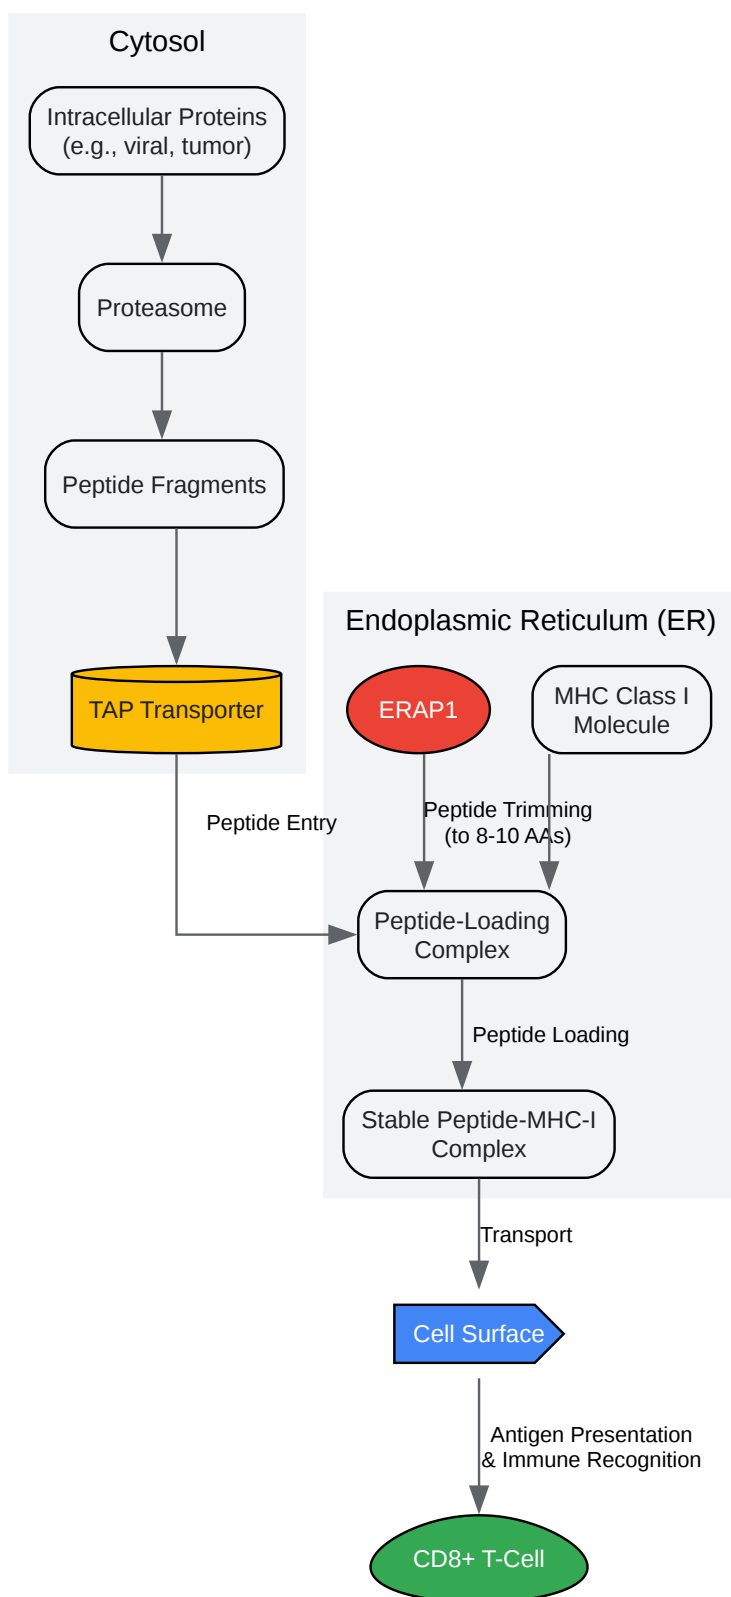 Cytosol
Intracellular Proteins
(e.g., viral, tumor)
Proteasome
Peptide Fragments
TAP Transporter
Endoplasmic Reticulum (ER)
ERAP1
MHC Class I
Molecule
Peptide Entry
Peptide Trimming
(to 8-10 AAs)
Peptide-Loading
Complex
Peptide Loading
Stable Peptide-MHC-I
Complex
Transport
Cell Surface
Antigen Presentation
& Immune Recognition
CD8+ T-Cell